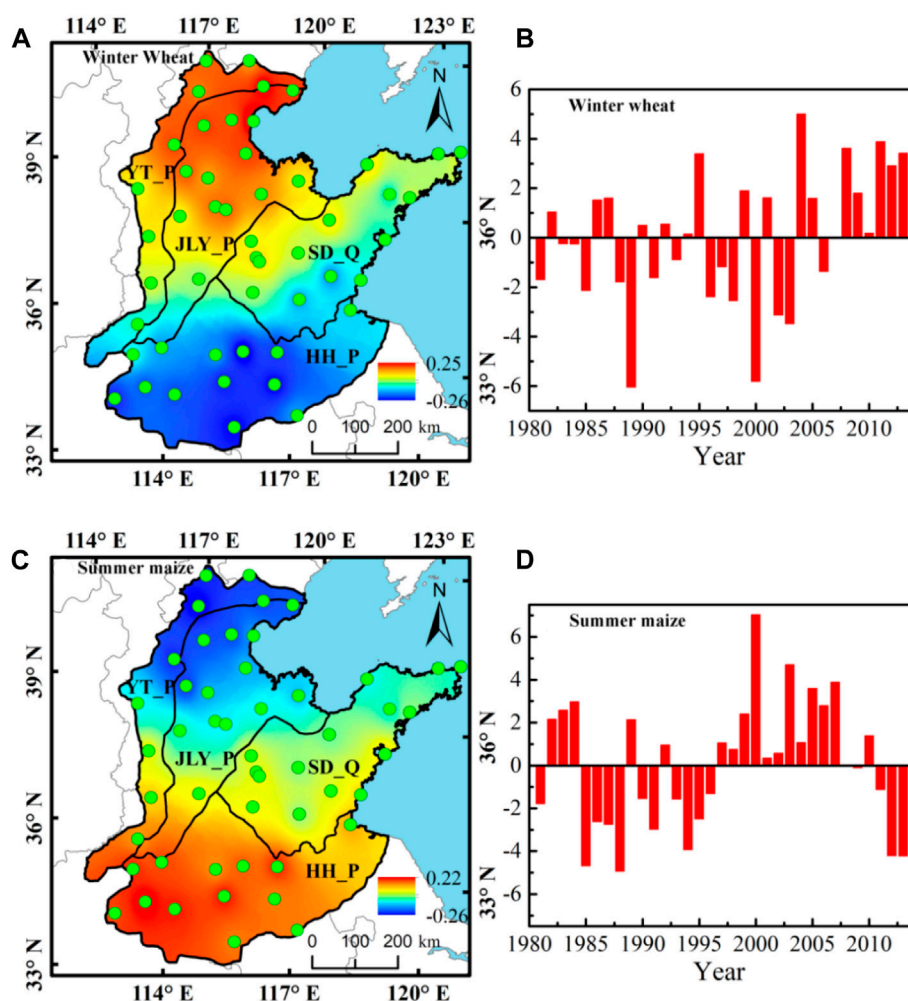 A
114° E 117° E 120° E 123° E
Winter Wheat
N
39° N
36° N
33° N
YT_P
JLY_P
SD_Q
HH_P
0.25
-0.26
0 100 200 km
114° E 117° E 120° E
B
Winter wheat
6
4
2
0
-2
-4
-6
36° N
33° N
1980 1985 1990 1995 2000 2005 2010
Year
C
114° E 117° E 120° E 123° E
Summer maize
N
39° N
36° N
33° N
YT_P
JLY_P
SD_Q
HH_P
0.22
-0.26
0 100 200 km
114° E 117° E 120° E
D
Summer maize
6
4
2
0
-2
-4
-6
36° N
33° N
1980 1985 1990 1995 2000 2005 2010
Year